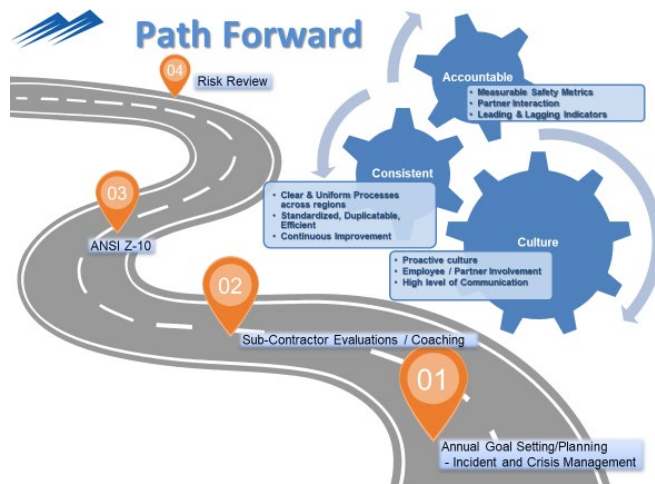 Path Forward
04
Risk Review
03
ANSI Z-10
02
Sub-Contractor Evaluations / Coaching
01
Annual Goal Setting/Planning
- Incident and Crisis Management
Accountable
• Measurable Safety Metrics
• Partner Interaction
• Leading & Lagging Indicators
Consistent
• Clear & Uniform Processes
across regions
• Standardized, Duplicatable,
Efficient
• Continuous Improvement
Culture
• Proactive culture
• Employee / Partner Involvement
• High level of Communication